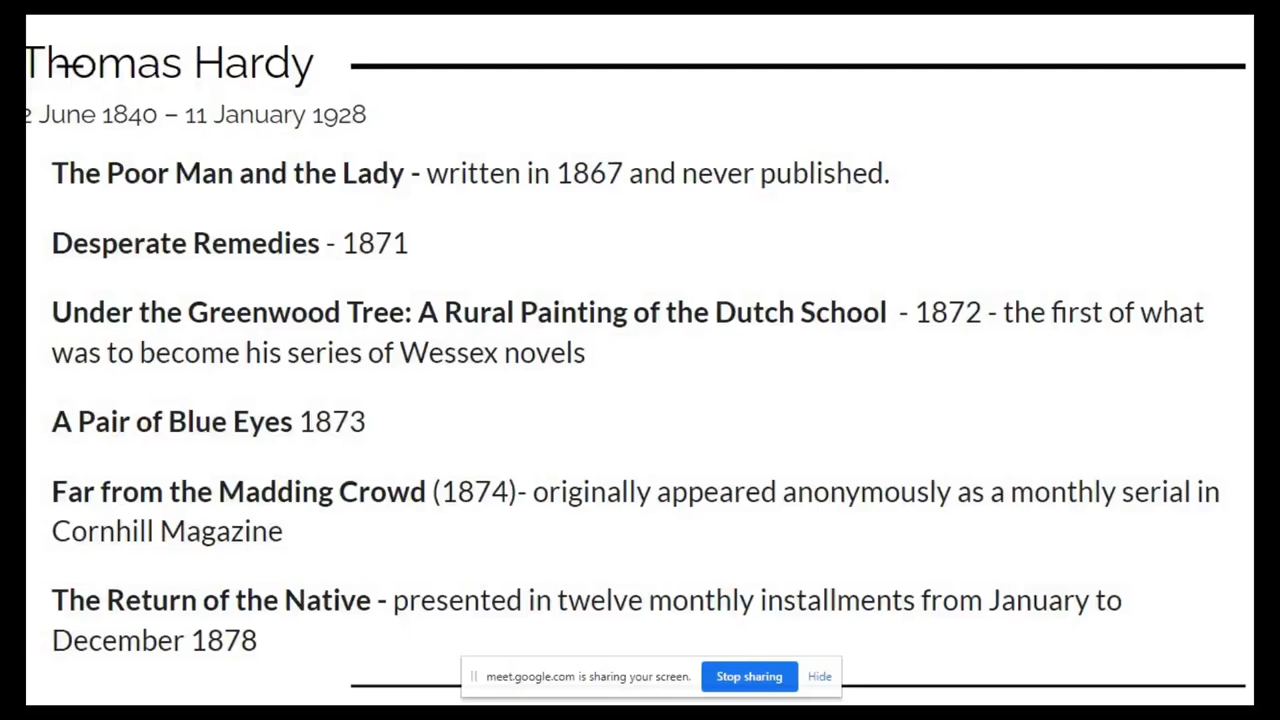 Thomas Hardy
2 June 1840 – 11 January 1928
The Poor Man and the Lady - written in 1867 and never published.
Desperate Remedies - 1871
Under the Greenwood Tree: A Rural Painting of the Dutch School - 1872 - the first of what
was to become his series of Wessex novels
A Pair of Blue Eyes 1873
Far from the Madding Crowd (1874)- originally appeared anonymously as a monthly serial in
Cornhill Magazine
The Return of the Native - presented in twelve monthly installments from January to
December 1878
meet.google.com is sharing your screen. Stop sharing Hide